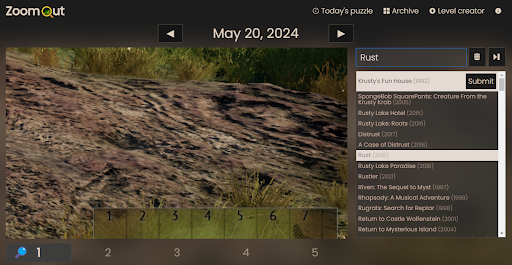 ZoomOut
Today's puzzle
Archive
Level creator
May 20, 2024
Rust
Krusty's Fun House (1992)
Submit
SpongeBob SquarePants: Creature From the
Krusty Krab (2005)
Rusty Lake Hotel (2015)
Rusty Lake: Roots (2016)
Distrust (2017)
A Case of Distrust (2018)
Rust (2018)
Rusty Lake Paradise (2018)
Rustler (2021)
Riven: The Sequel to Myst (1997)
Rhapsody: A Musical Adventure (1998)
Rugrats: Search for Reptar (1998)
Return to Castle Wolfenstein (2001)
Return to Mysterious Island (2004)
1 2 3 4 5 6 7
1 2 3 4 5